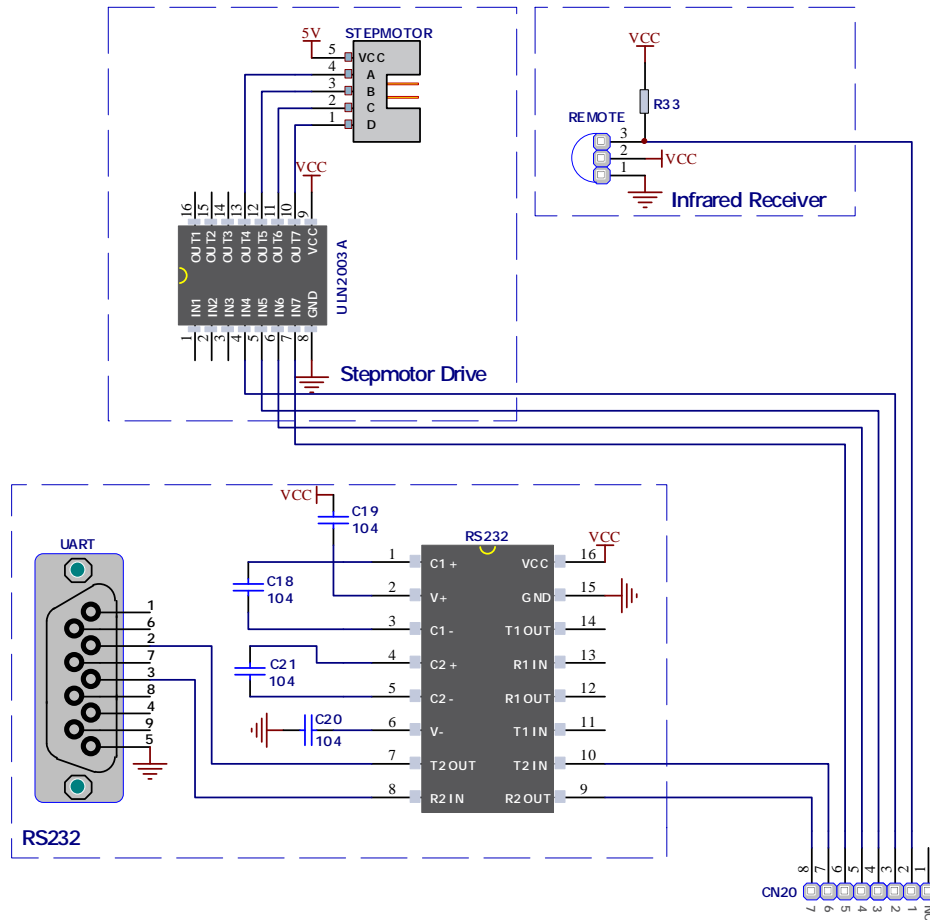 STEPMOTOR
5V
5 VCC
4 A
3 B
2 C
1 D
VCC
16 15 14 13 12 11 10 9
OUT1 OUT2 OUT3 OUT4 OUT5 OUT6 OUT7 VCC
ULN2003A
IN1 IN2 IN3 IN4 IN5 IN6 IN7 GND
1 2 3 4 5 6 7 8
Stepmotor Drive
VCC
R33
REMOTE
3
2 VCC
1
Infrared Receiver
VCC
C19
104
UART
1
6
2
7
3
8
4
9
5
C18
104
C21
104
C20
104
RS232
VCC
1 C1+ VCC 16
2 V+ GND 15
3 C1- T1OUT 14
4 C2+ R1IN 13
5 C2- R1OUT 12
6 V- T1IN 11
7 T2OUT T2IN 10
8 R2IN R2OUT 9
RS232
8 7 6 5 4 3 2 1
CN20
7 6 5 4 3 2 1 NC